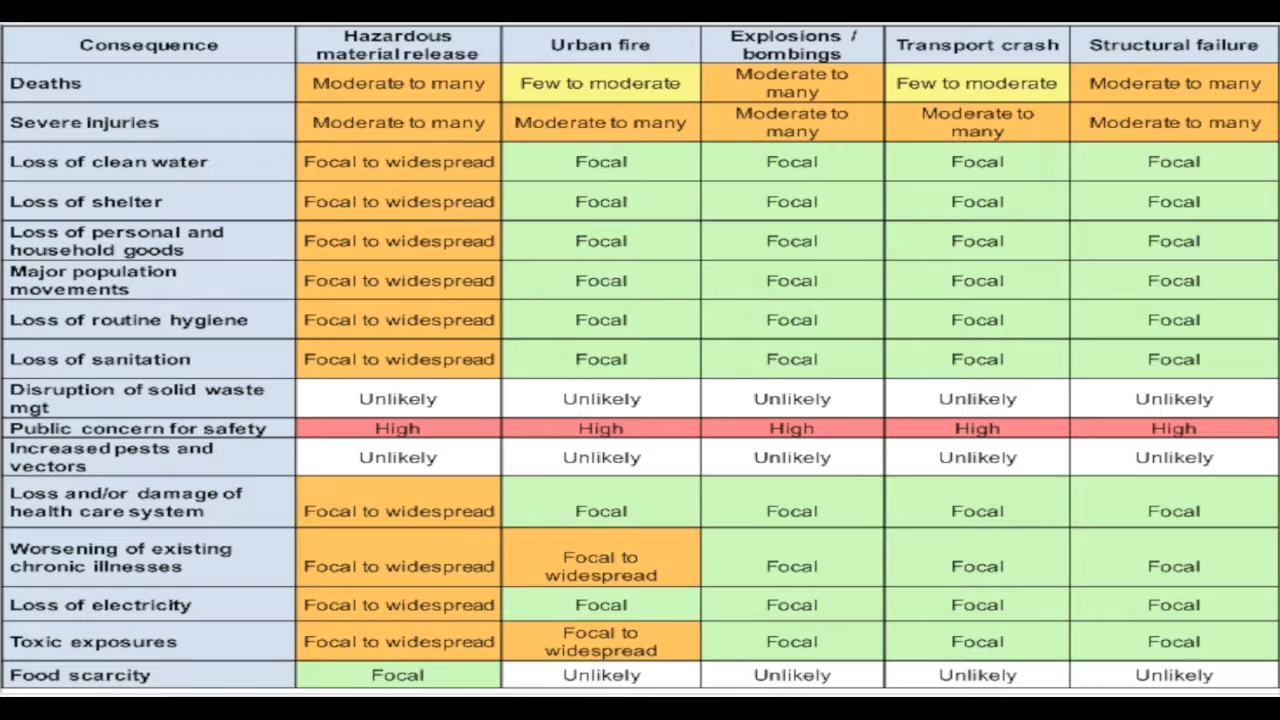 Consequence Hazardous material release Urban fire Explosions / bombings Transport crash Structural failure
Deaths Moderate to many Few to moderate Moderate to many Few to moderate Moderate to many
Severe injuries Moderate to many Moderate to many Moderate to many Moderate to many Moderate to many
Loss of clean water Focal to widespread Focal Focal Focal Focal
Loss of shelter Focal to widespread Focal Focal Focal Focal
Loss of personal and household goods Focal to widespread Focal Focal Focal Focal
Major population movements Focal to widespread Focal Focal Focal Focal
Loss of routine hygiene Focal to widespread Focal Focal Focal Focal
Loss of sanitation Focal to widespread Focal Focal Focal Focal
Disruption of solid waste mgt Unlikely Unlikely Unlikely Unlikely Unlikely
Public concern for safety High High High High High
Increased pests and vectors Unlikely Unlikely Unlikely Unlikely Unlikely
Loss and/or damage of health care system Focal to widespread Focal Focal Focal Focal
Worsening of existing chronic illnesses Focal to widespread Focal to widespread Focal Focal Focal
Loss of electricity Focal to widespread Focal Focal Focal Focal
Toxic exposures Focal to widespread Focal to widespread Focal Focal Focal
Food scarcity Focal Unlikely Unlikely Unlikely Unlikely